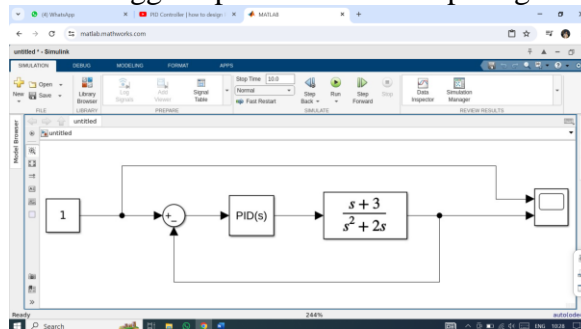 (4) WhatsApp
PID Controller | how to design
MATLAB
matlab.mathworks.com
untitled * - Simulink
SIMULATION DEBUG MODELING FORMAT APPS
New
Open
Save
FILE
Library Browser
LIBRARY
Log Signals
Add Viewer
Signal Table
PREPARE
Stop Time 10.0
Normal
Fast Restart
Step Back
Run
Step Forward
Stop
SIMULATE
Data Inspector
Simulation Manager
REVIEW RESULTS
Model Browser
untitled
untitled
1
+
−
PID(s)
s + 3
s² + 2s
Ready 244%
Search
ENG 1828